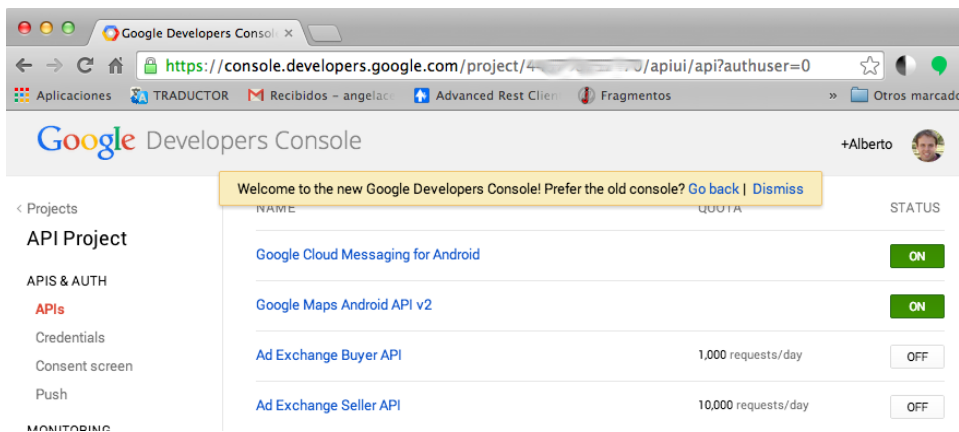 Google Developers Consol
https://console.developers.google.com/project/4 0/apiui/api?authuser=0
Aplicaciones TRADUCTOR Recibidos – angelac Advanced Rest Clien Fragmentos » Otros marcado
Google Developers Console +Alberto
Welcome to the new Google Developers Console! Prefer the old console? Go back | Dismiss
< Projects
API Project
APIS & AUTH
APIs
Credentials
Consent screen
Push
MONITORING
NAME QUOTA STATUS
Google Cloud Messaging for Android ON
Google Maps Android API v2 ON
Ad Exchange Buyer API 1,000 requests/day OFF
Ad Exchange Seller API 10,000 requests/day OFF